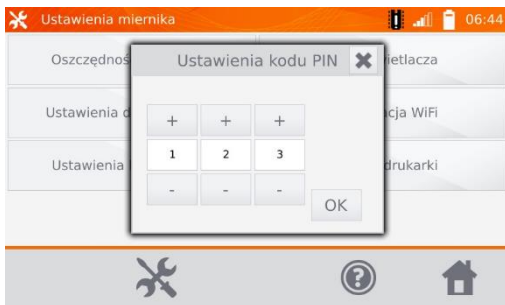 Ustawienia miernika
06:44
Oszczędnoś
Ustawienia kodu PIN
ietlacza
Ustawienia d
cja WiFi
+ + +
1 2 3
- - -
Ustawienia
drukarki
OK